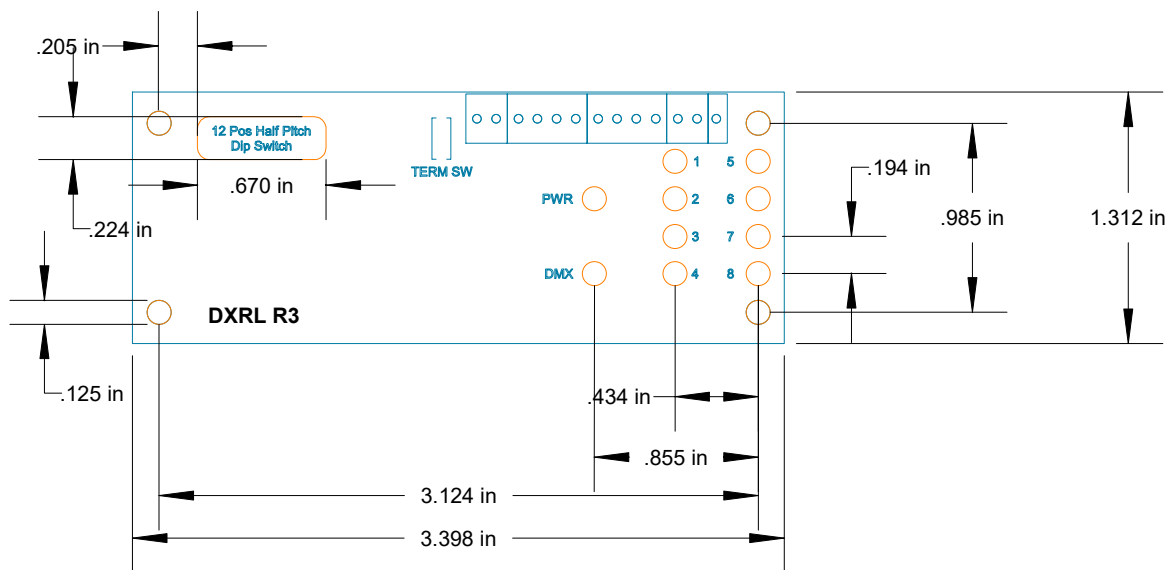 .205 in
12 Pos Half Pitch
Dip Switch
TERM SW
1 5
.194 in
.670 in
PWR 2 6
.985 in
1.312 in
.224 in
3 7
DMX 4 8
DXRL R3
.125 in
.434 in
.855 in
3.124 in
3.398 in